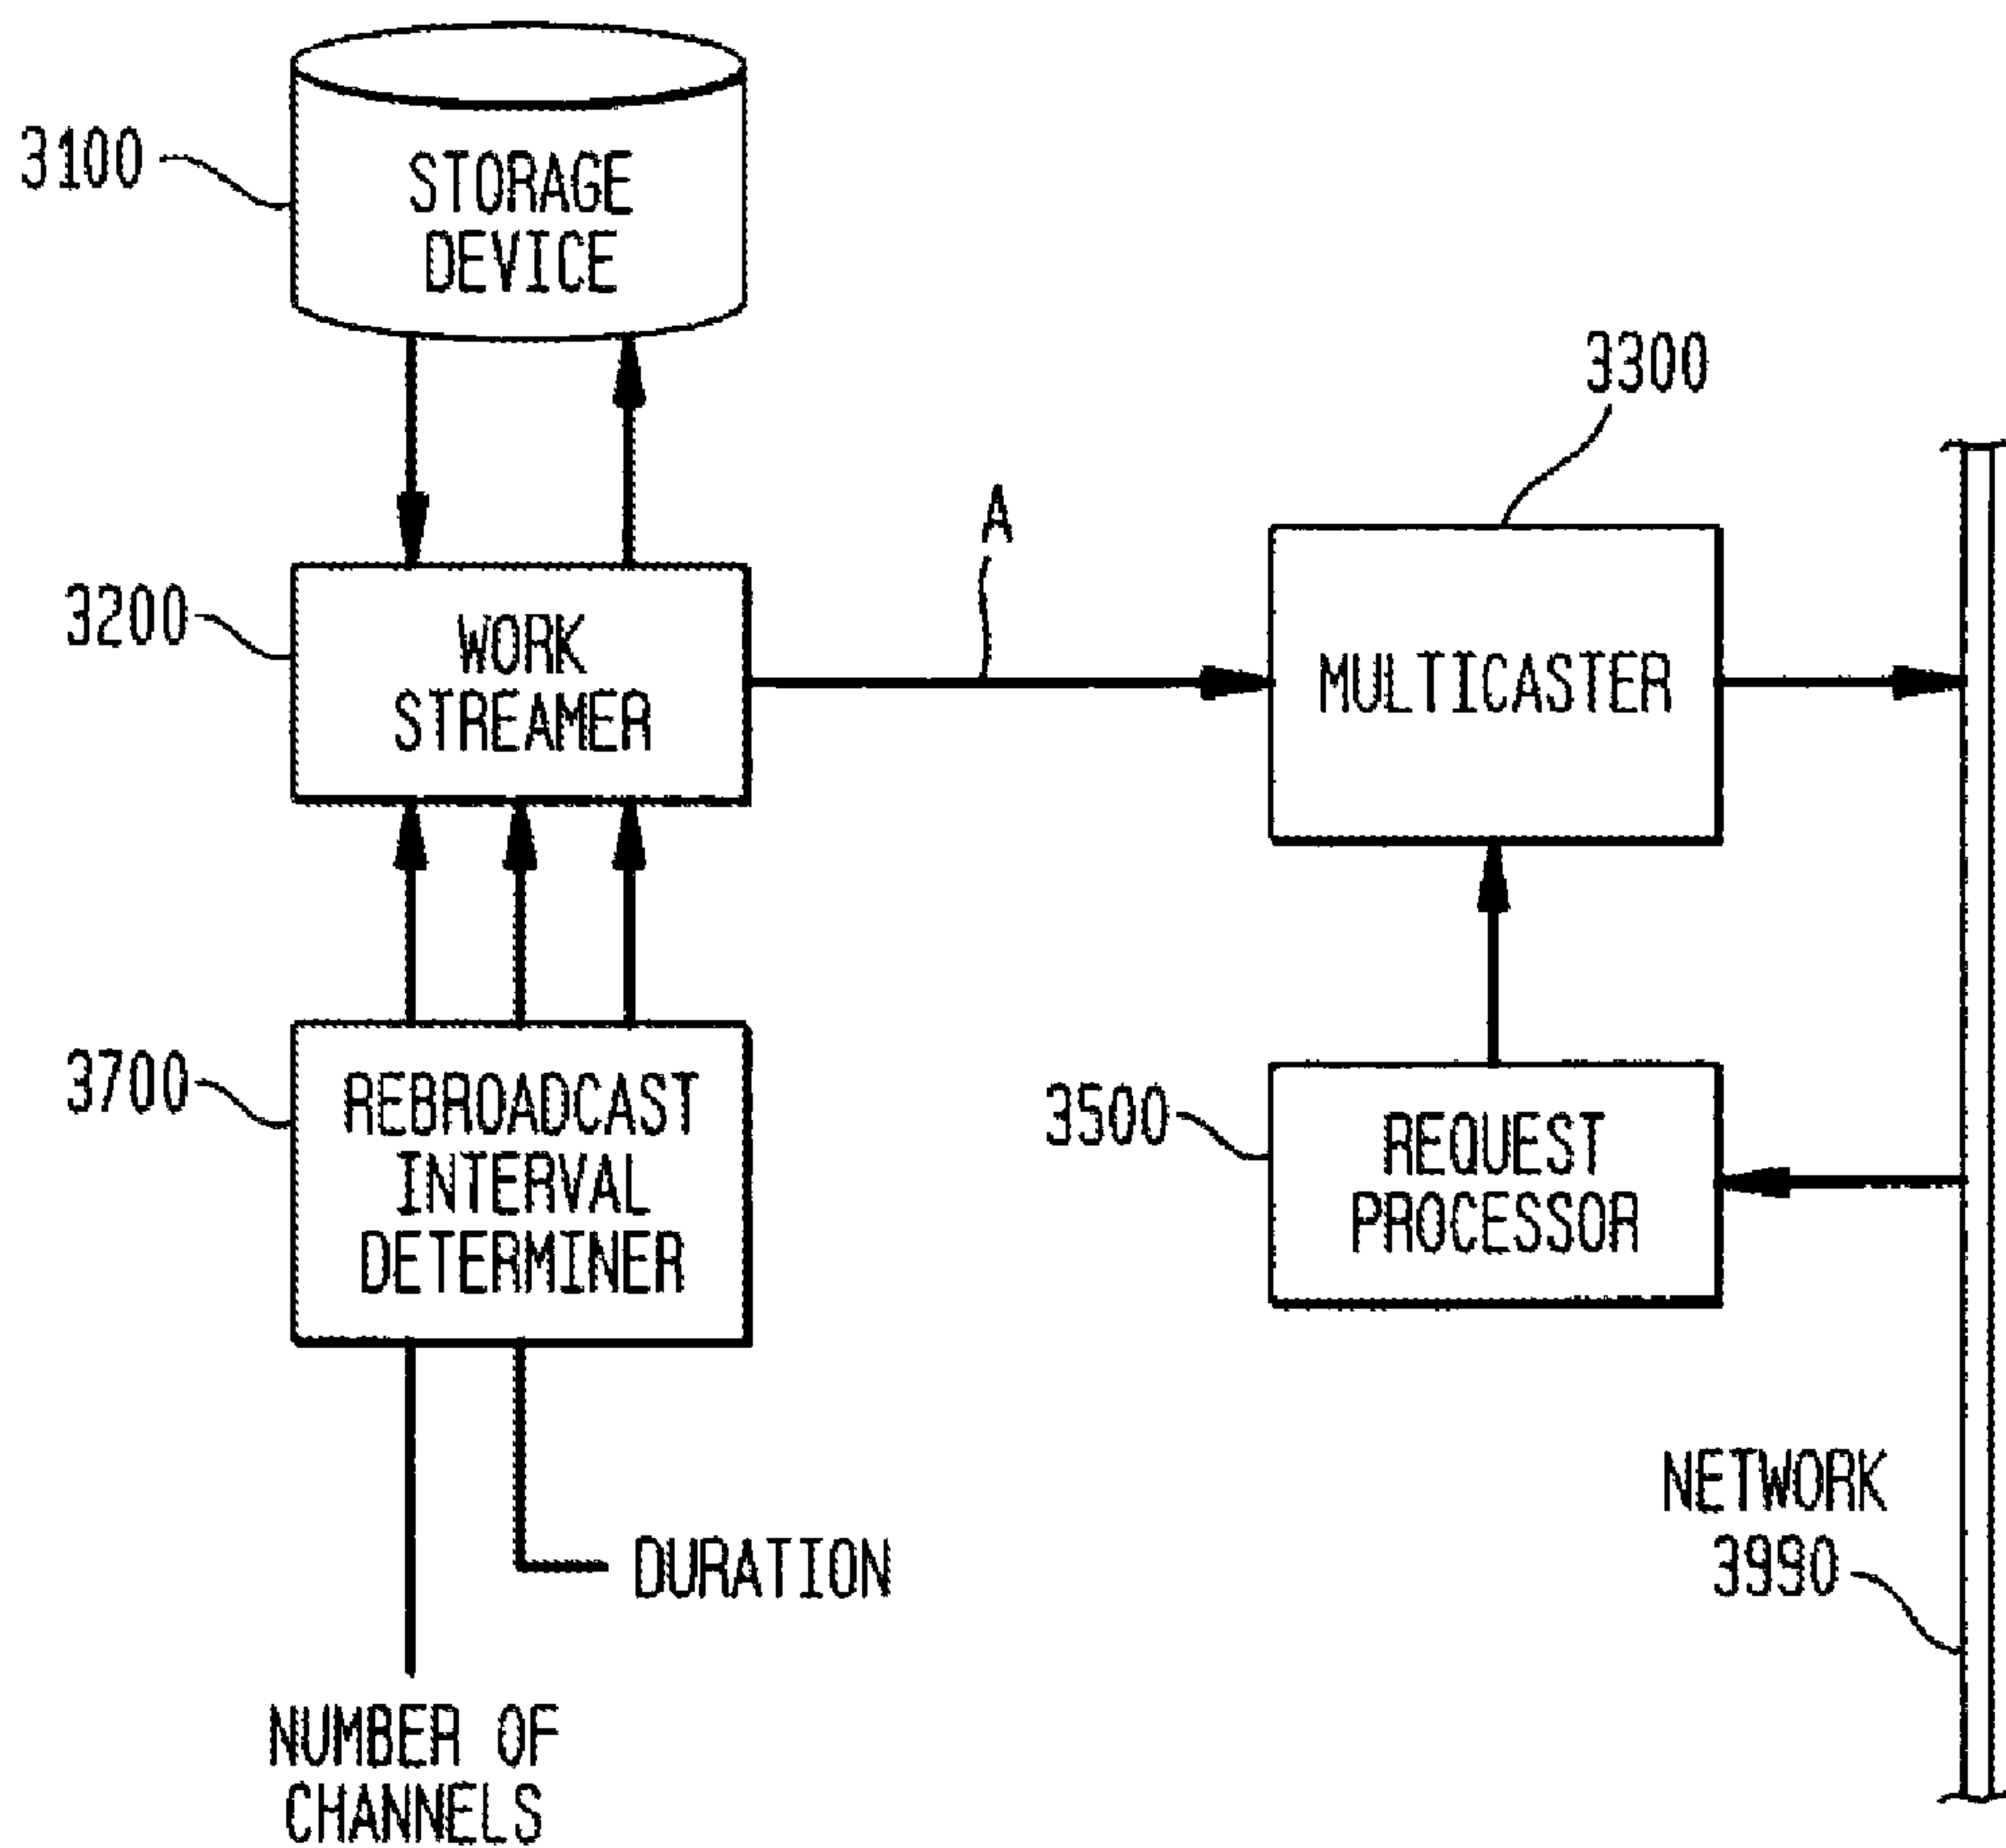 3100
STORAGE
DEVICE
3300
A
3200
WORK
STREAMER
MULTICASTER
3700
REBROADCAST
INTERVAL
DETERMINER
3500
REQUEST
PROCESSOR
NETWORK
3990
DURATION
NUMBER OF
CHANNELS